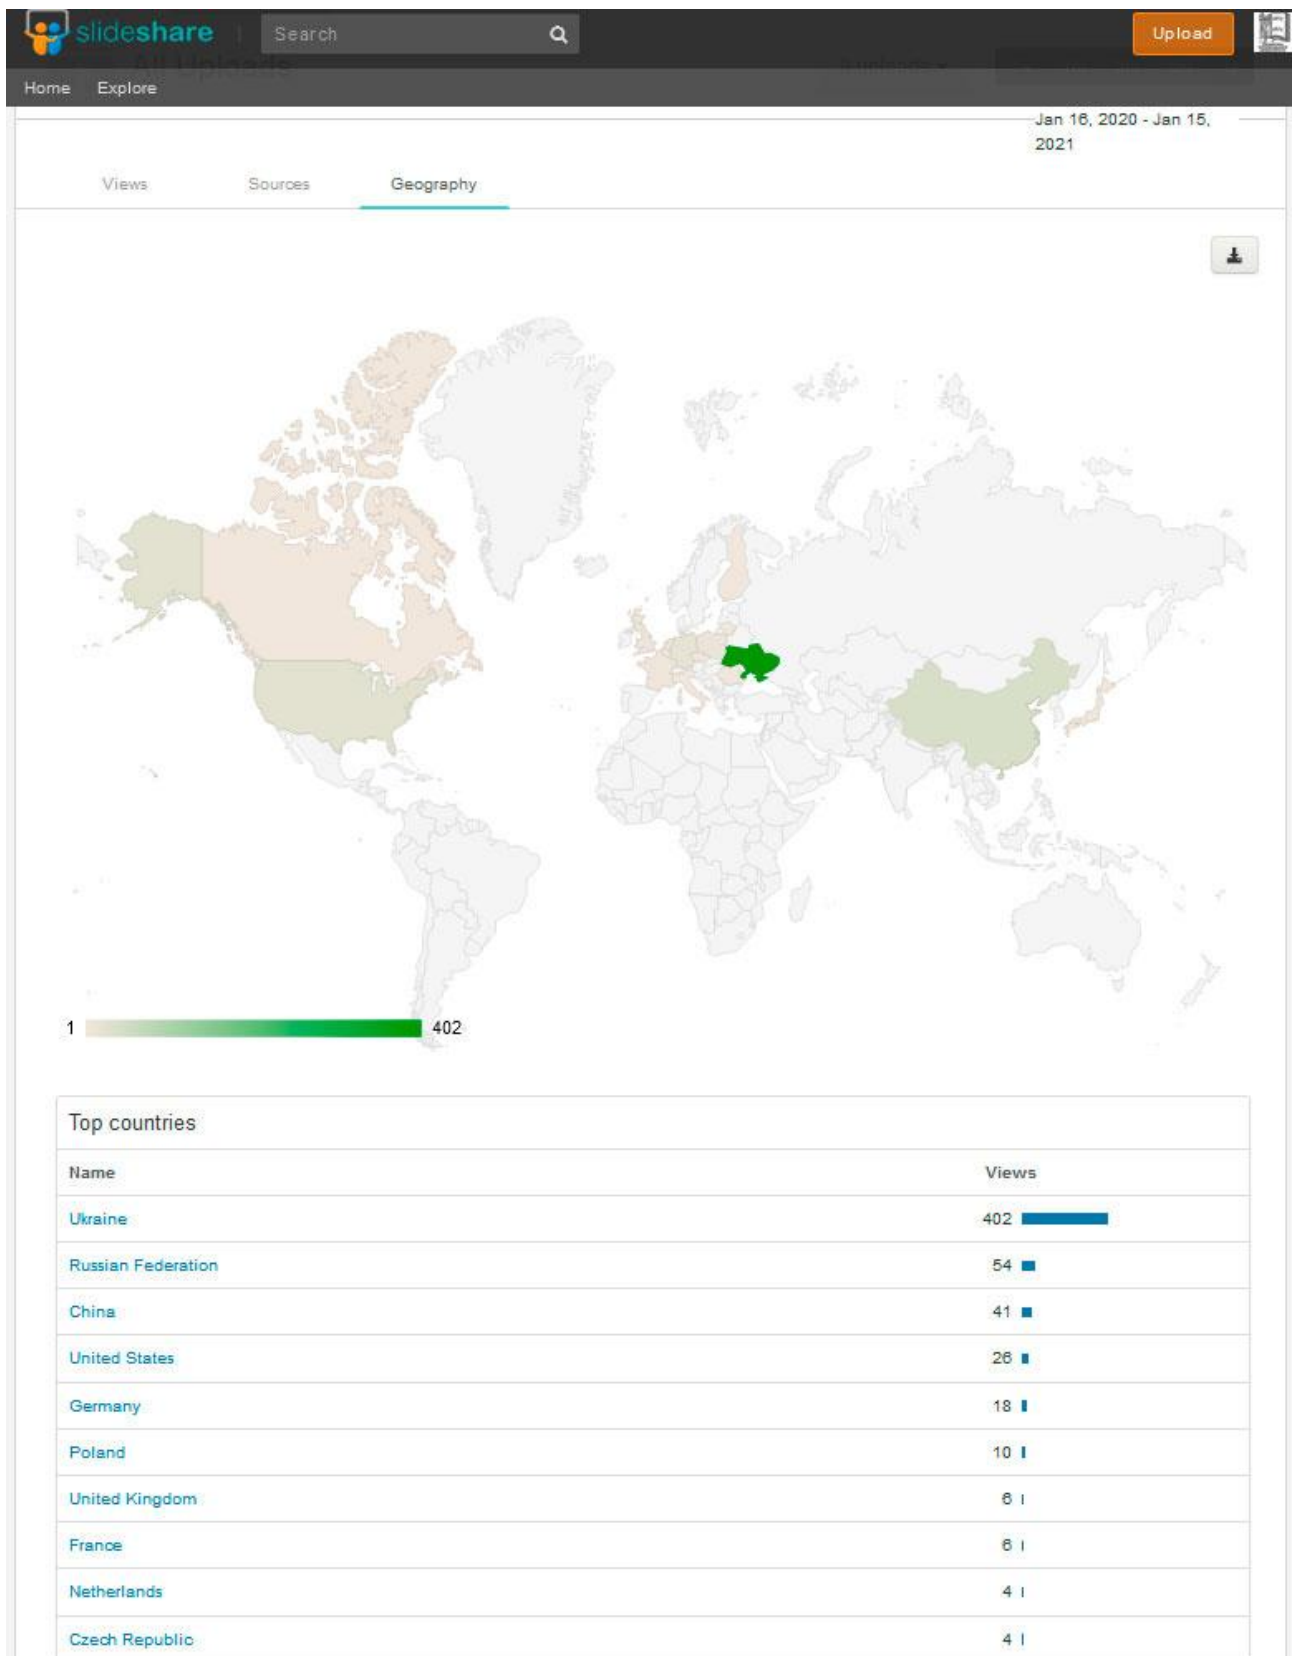 slideshare
Search
Upload
All Uploads
Home Explore
Jan 16, 2020 - Jan 15,
2021
Views Sources Geography
1 402
Top countries
Name Views
Ukraine 402
Russian Federation 54
China 41
United States 26
Germany 18
Poland 10
United Kingdom 6
France 6
Netherlands 4
Czech Republic 4